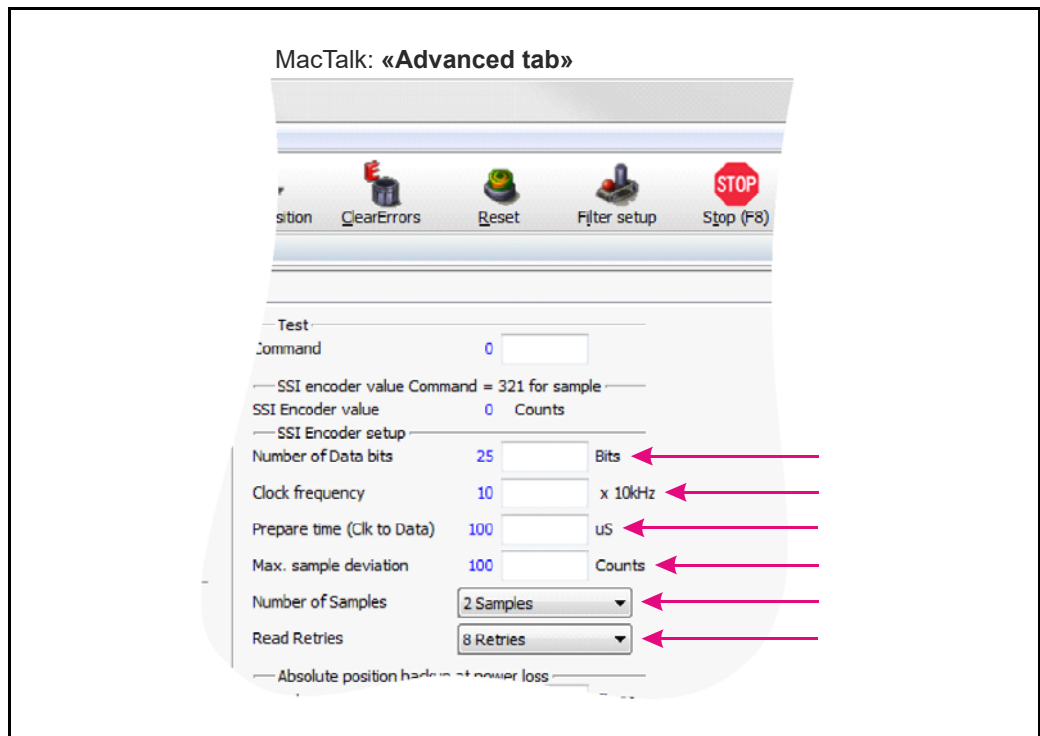 MacTalk: «Advanced tab»
sition ClearErrors Reset Filter setup STOP Stop (F8)
Test
Command 0
SSI encoder value Command = 321 for sample
SSI Encoder value 0 Counts
SSI Encoder setup
Number of Data bits 25 Bits
Clock frequency 10 x 10kHz
Prepare time (Clk to Data) 100 uS
Max. sample deviation 100 Counts
Number of Samples 2 Samples
Read Retries 8 Retries
Absolute position backup at power loss